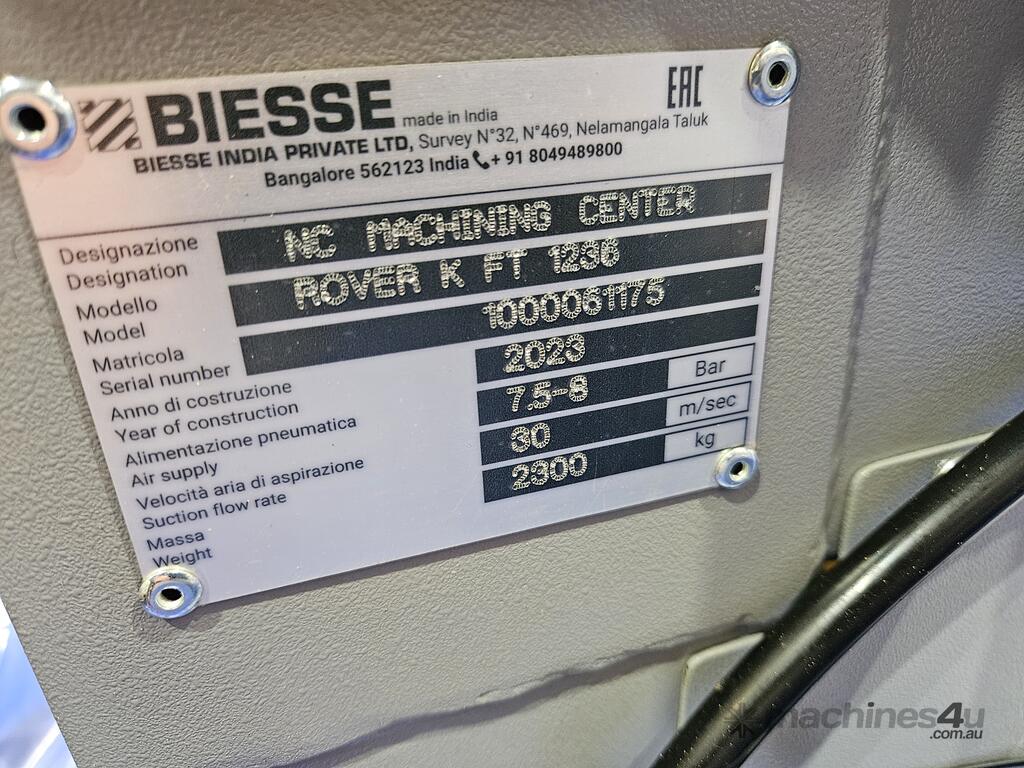 BIESSE made in India
EAC
BIESSE INDIA PRIVATE LTD, Survey N°32, N°469, Nelamangala Taluk
Bangalore 562123 India + 91 8049489800
Designazione
Designation
NC MACHINING CENTER
Modello
Model
ROVER K FT 1236
Matricola
Serial number
1000061175
Anno di costruzione
Year of construction
2023
Alimentazione pneumatica
Air supply
7.5-8 Bar
Velocità aria di aspirazione
Suction flow rate
30 m/sec
Massa
Weight
2300 kg
machines4u
.com.au